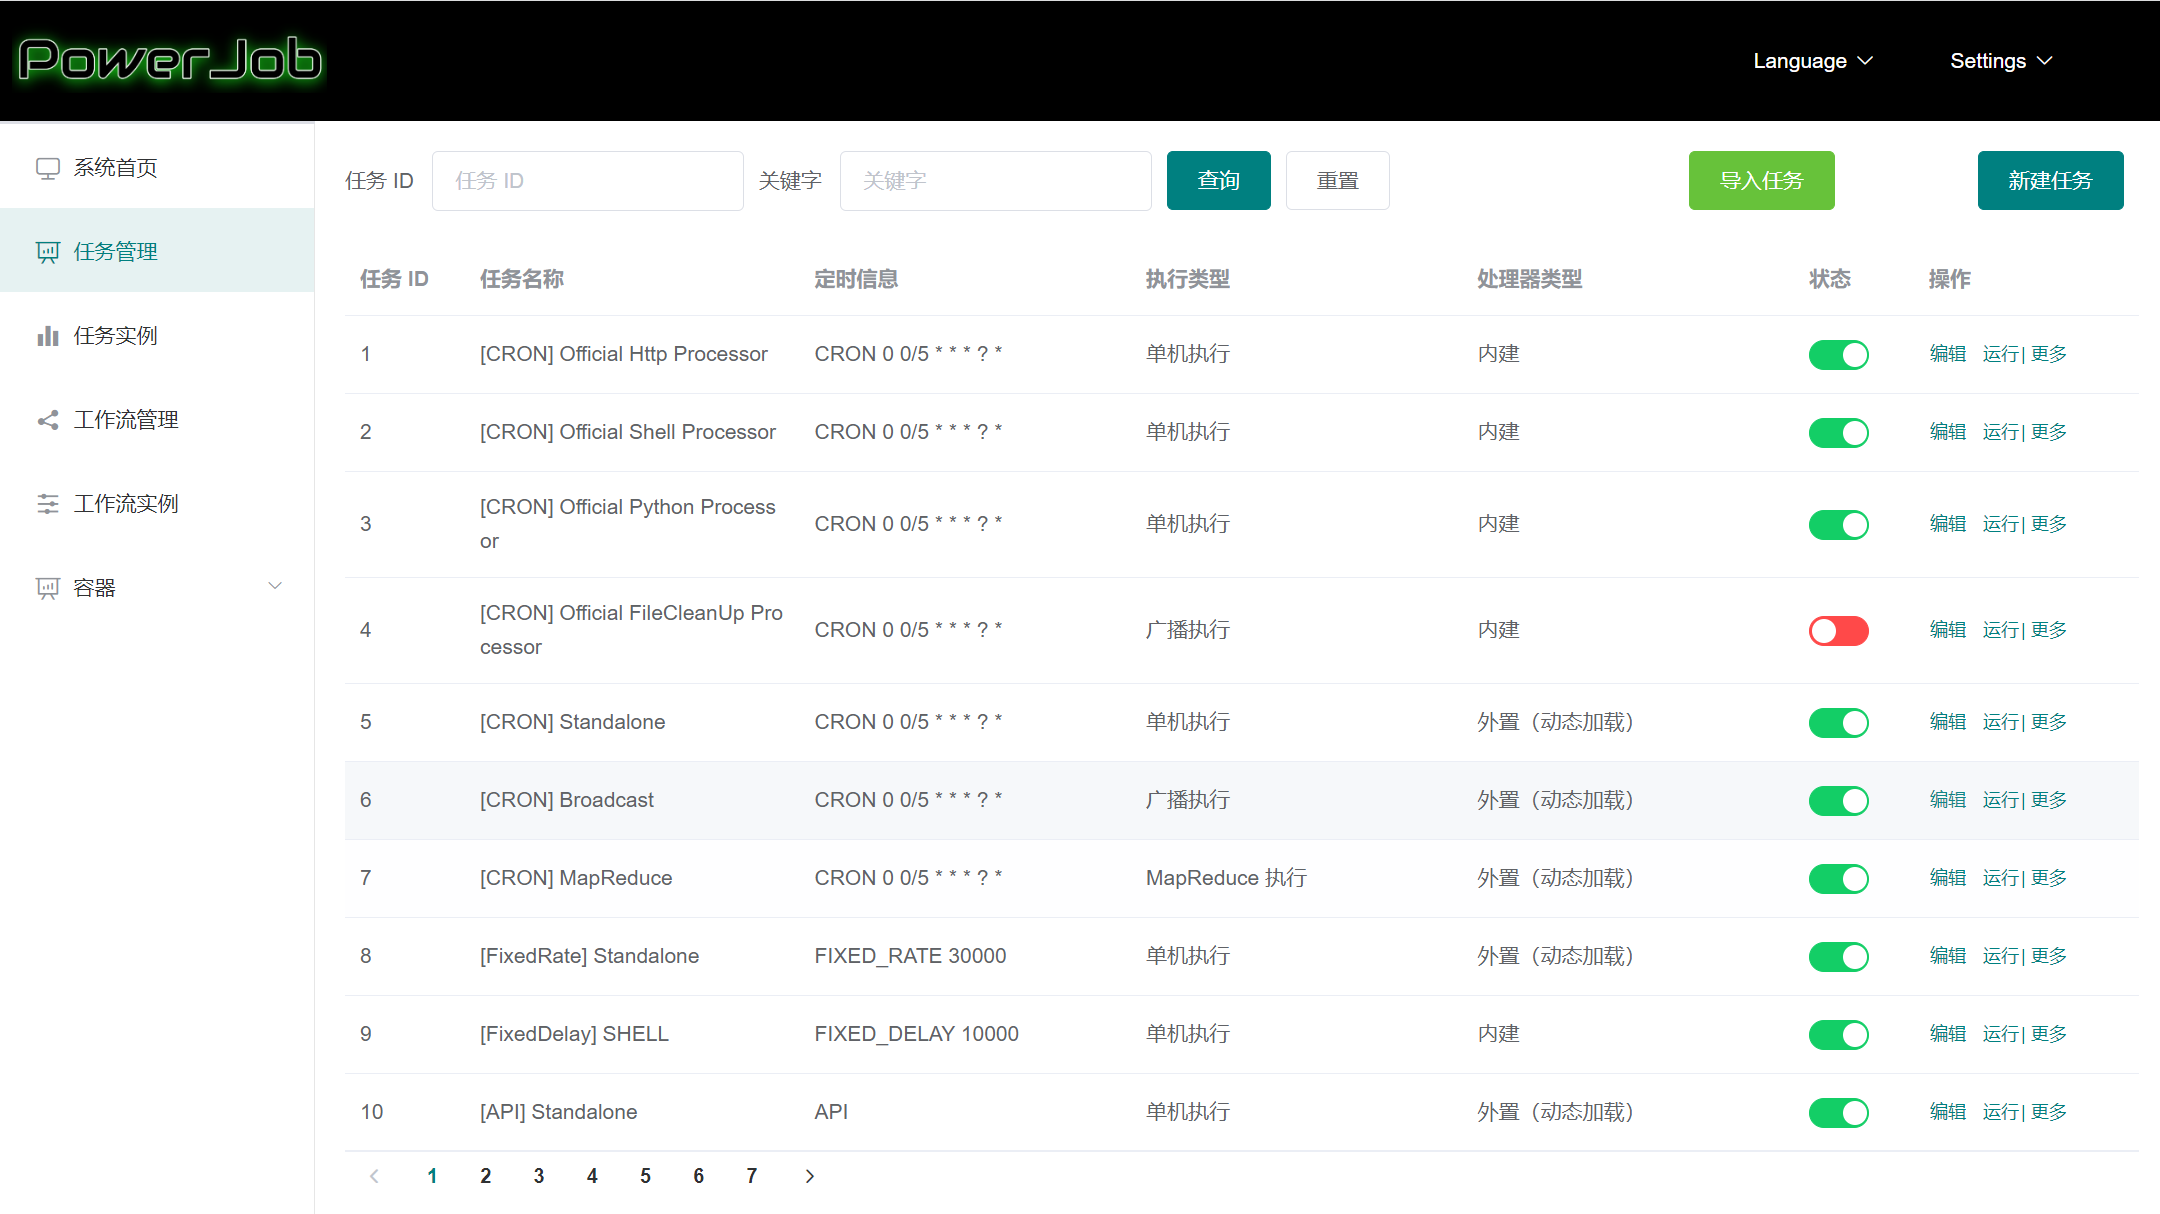 PowerJob
Language
Settings
系统首页
任务管理
任务实例
工作流管理
工作流实例
容器
任务 ID 任务 ID 关键字 关键字 查询 重置 导入任务 新建任务
任务 ID 任务名称 定时信息 执行类型 处理器类型 状态 操作
1 [CRON] Official Http Processor CRON 0 0/5 * * * ? * 单机执行 内建 编辑 运行| 更多
2 [CRON] Official Shell Processor CRON 0 0/5 * * * ? * 单机执行 内建 编辑 运行| 更多
3 [CRON] Official Python Process
or CRON 0 0/5 * * * ? * 单机执行 内建 编辑 运行| 更多
4 [CRON] Official FileCleanUp Pro
cessor CRON 0 0/5 * * * ? * 广播执行 内建 编辑 运行| 更多
5 [CRON] Standalone CRON 0 0/5 * * * ? * 单机执行 外置（动态加载） 编辑 运行| 更多
6 [CRON] Broadcast CRON 0 0/5 * * * ? * 广播执行 外置（动态加载） 编辑 运行| 更多
7 [CRON] MapReduce CRON 0 0/5 * * * ? * MapReduce 执行 外置（动态加载） 编辑 运行| 更多
8 [FixedRate] Standalone FIXED_RATE 30000 单机执行 外置（动态加载） 编辑 运行| 更多
9 [FixedDelay] SHELL FIXED_DELAY 10000 单机执行 内建 编辑 运行| 更多
10 [API] Standalone API 单机执行 外置（动态加载） 编辑 运行| 更多
1 2 3 4 5 6 7